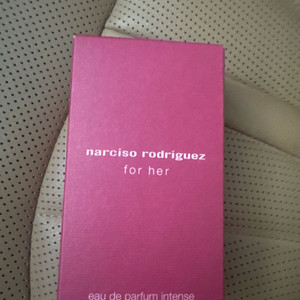 narciso rodriguez
for her
eau de parfum intense